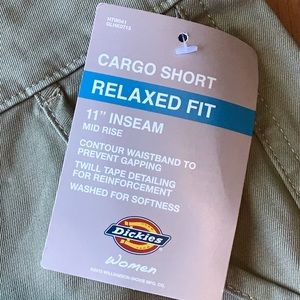 CARGO SHORT
RELAXED FIT
11" INSEAM
MID RISE
CONTOUR WAISTBAND TO
PREVENT GAPPING
TWILL TAPE DETAILING
FOR REINFORCEMENT
WASHED FOR SOFTNESS
Dickies
Women